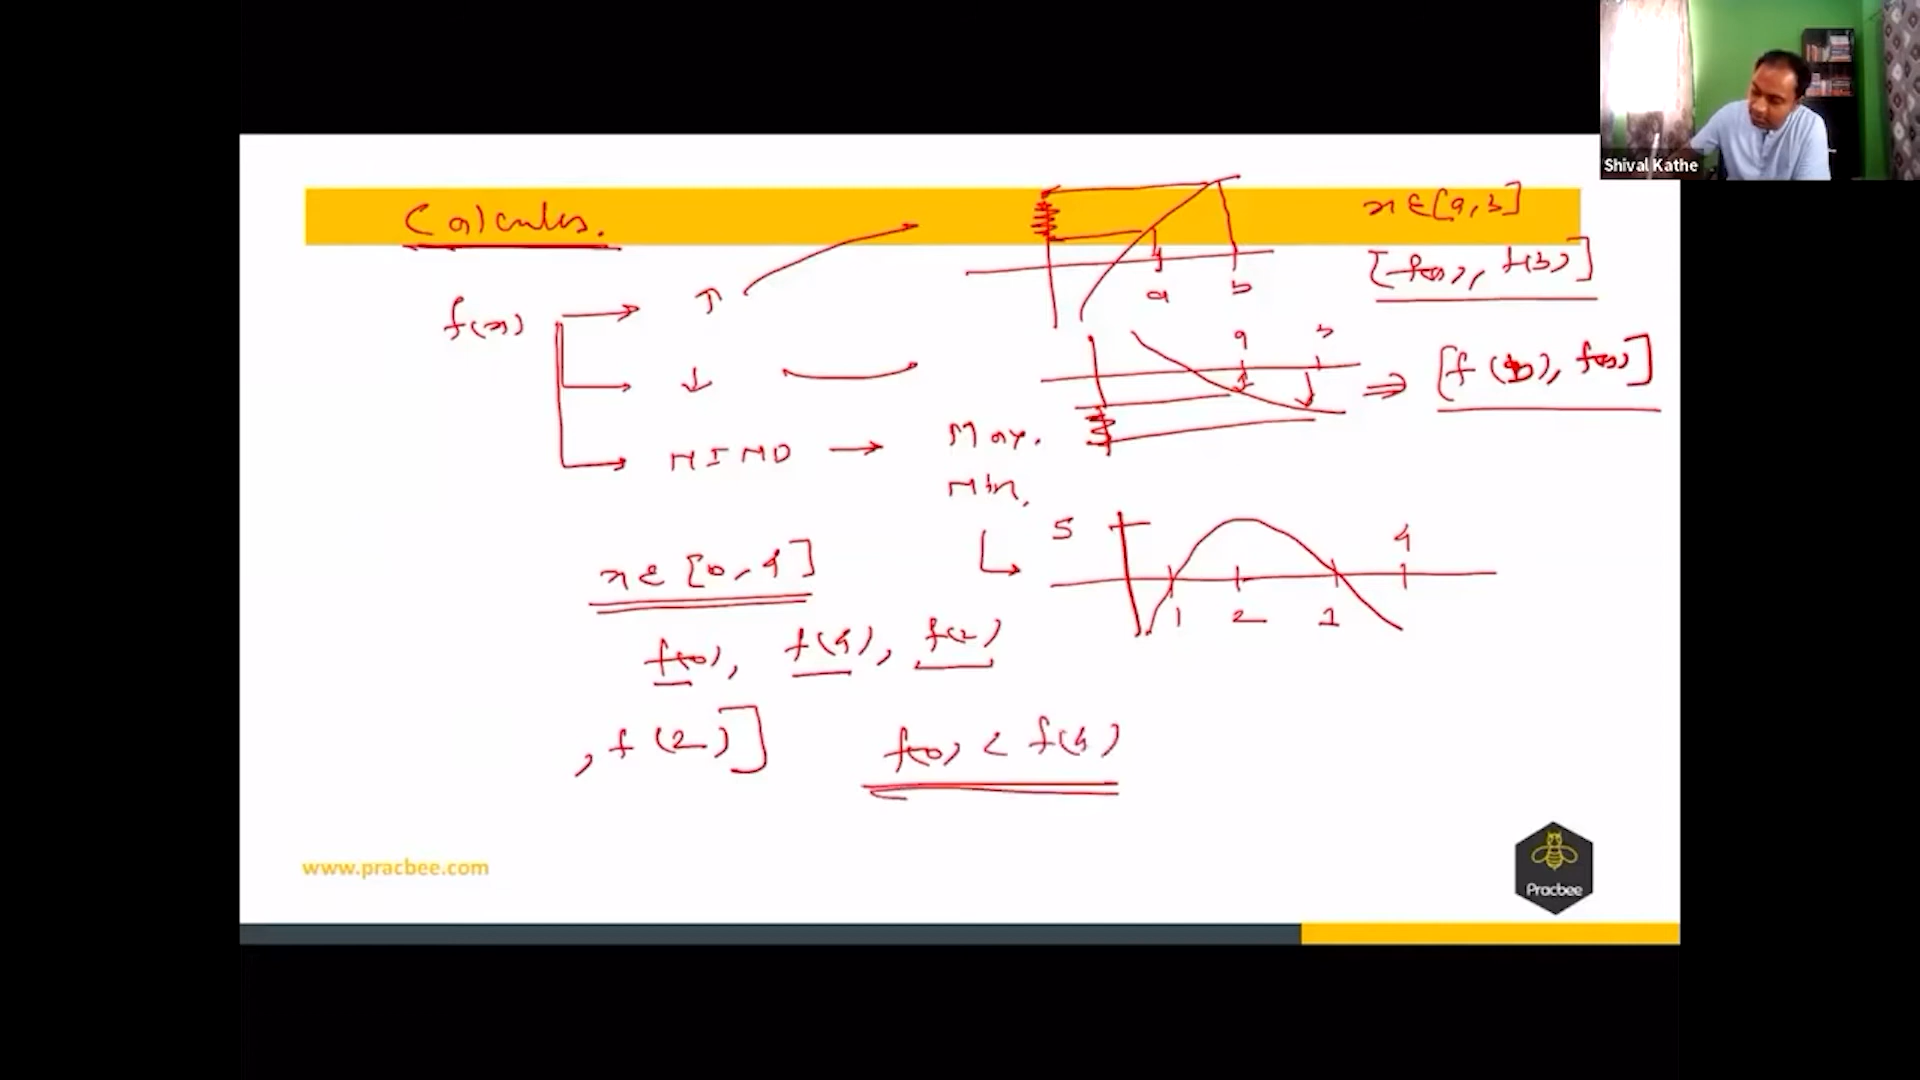 Shival Kathe
Calculus.
x ∈ [a, b]
[f(a), f(b)]
a b
f(x) → ↑
a b
↓ ⇒ [f(b), f(a)]
NIND → Max.
Min.
5
4
1 2 3
x ∈ [0, 4]
f(0), f(4), f(2)
, f(2)] f(0) < f(4)
www.pracbee.com
Pracbee